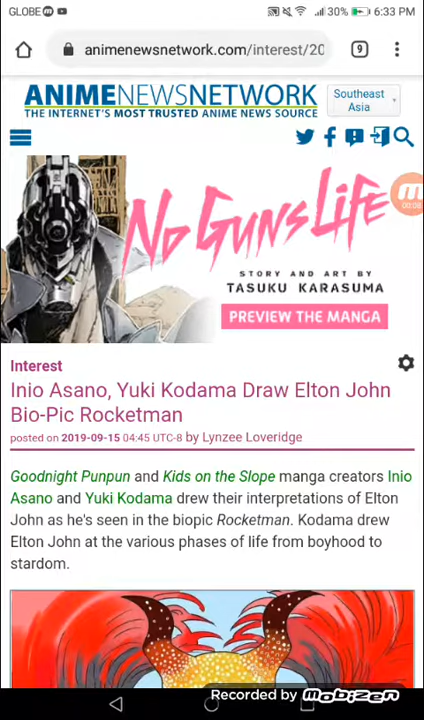 GLOBE
30% 6:33 PM
animenewsnetwork.com/interest/20
9
ANIMENEWSNETWORK
THE INTERNET'S MOST TRUSTED ANIME NEWS SOURCE
Southeast
Asia
No Guns Life
STORY AND ART BY
TASUKU KARASUMA
PREVIEW THE MANGA
Interest
Inio Asano, Yuki Kodama Draw Elton John
Bio-Pic Rocketman
posted on 2019-09-15 04:45 UTC-8 by Lynzee Loveridge
Goodnight Punpun and Kids on the Slope manga creators Inio
Asano and Yuki Kodama drew their interpretations of Elton
John as he's seen in the biopic Rocketman. Kodama drew
Elton John at the various phases of life from boyhood to
stardom.
Recorded by mobizen